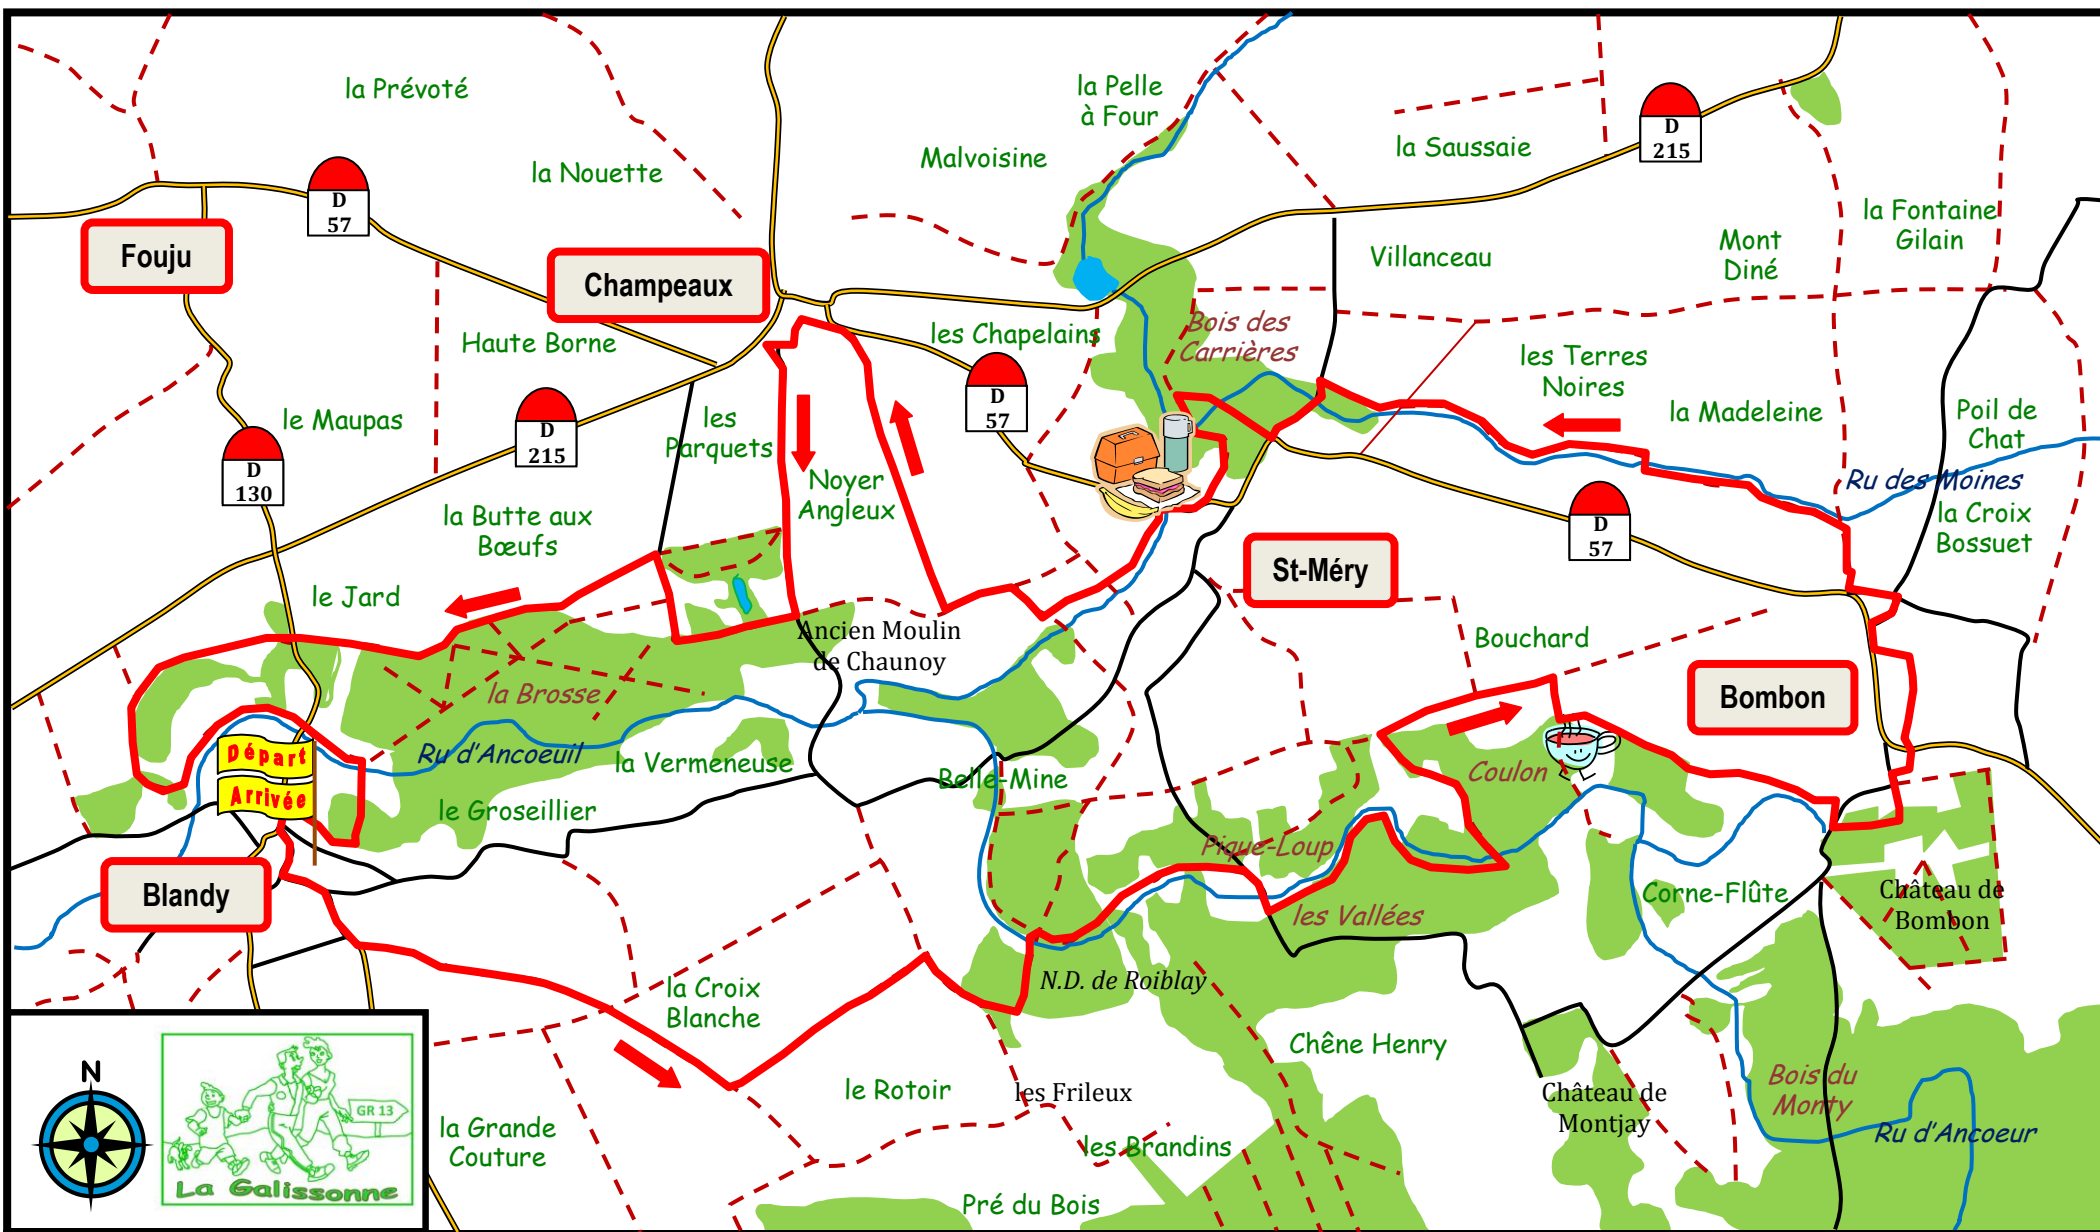 la Prévoté
la Pelle
à Four
D
215
la Nouette
Malvoisine
la Saussaie
D
57
Fouju
Champeaux
Villanceau
Mont
Diné
la Fontaine
Gilain
Haute Borne
les Chapelains
Bois des
Carrières
les Terres
Noires
D
57
le Maupas
D
215
les
Parquets
la Madeleine
Poil de
Chat
D
130
Noyer
Angleux
Ru des Moines
la Butte aux
Bœufs
D
57
la Croix
Bossuet
St-Méry
le Jard
Ancien Moulin
de Chaunoy
Bouchard
la Brosse
Bombon
Départ
Arrivée
Ru d'Ancoeuil
la Vermeneuse
Belle-Mine
Coulon
le Groseillier
Pique-Loup
Blandy
les Vallées
Corne-Flûte
Château de
Bombon
la Croix
Blanche
N.D. de Roiblay
Chêne Henry
le Rotoir
les Frileux
Château de
Montjay
Bois du
Monty
Ru d'Ancoeur
la Grande
Couture
les Brandins
Pré du Bois
N
GR 13
La Galissonne